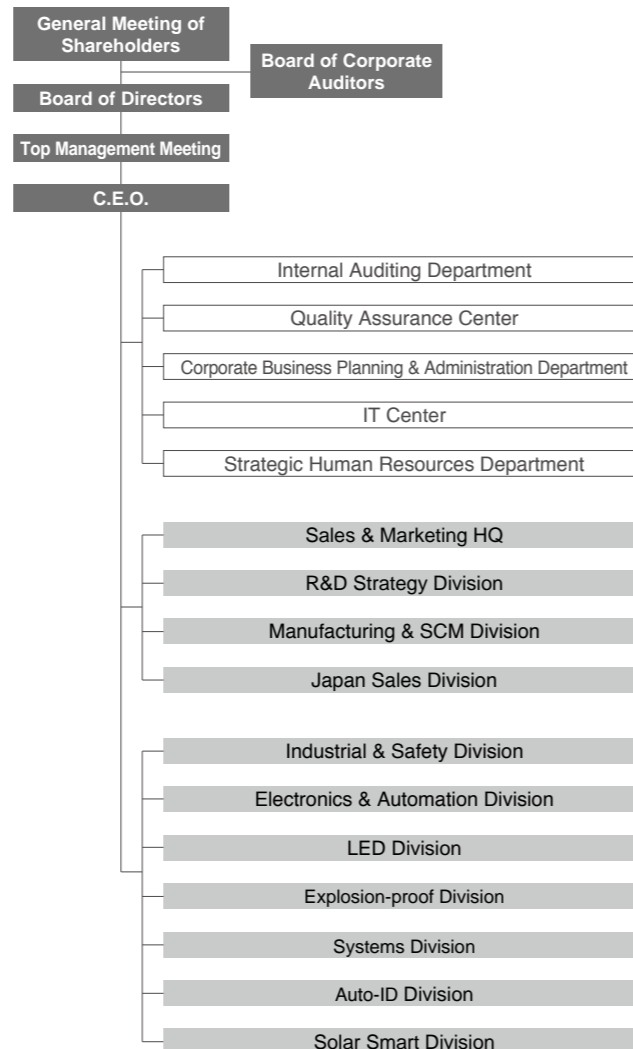 General Meeting of
Shareholders
Board of Corporate
Auditors
Board of Directors
Top Management Meeting
C.E.O.
Internal Auditing Department
Quality Assurance Center
Corporate Business Planning & Administration Department
IT Center
Strategic Human Resources Department
Sales & Marketing HQ
R&D Strategy Division
Manufacturing & SCM Division
Japan Sales Division
Industrial & Safety Division
Electronics & Automation Division
LED Division
Explosion-proof Division
Systems Division
Auto-ID Division
Solar Smart Division